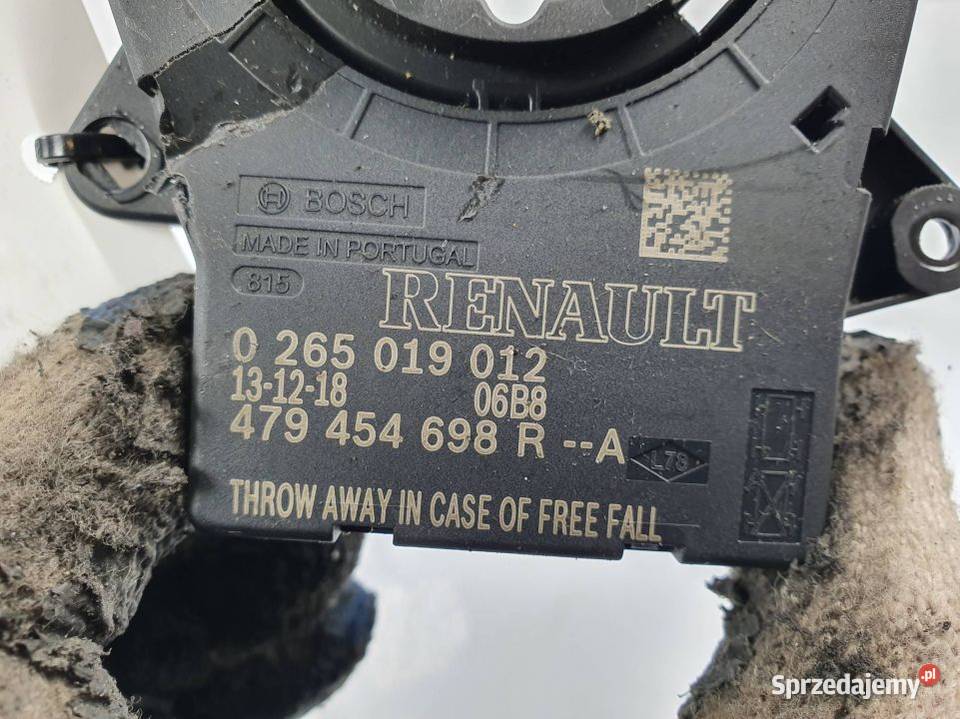 BOSCH
MADE IN PORTUGAL
815
RENAULT
0 265 019 012
13-12-18 06B8
479 454 698 R --A
L78
THROW AWAY IN CASE OF FREE FALL
Sprzedajemy.pl